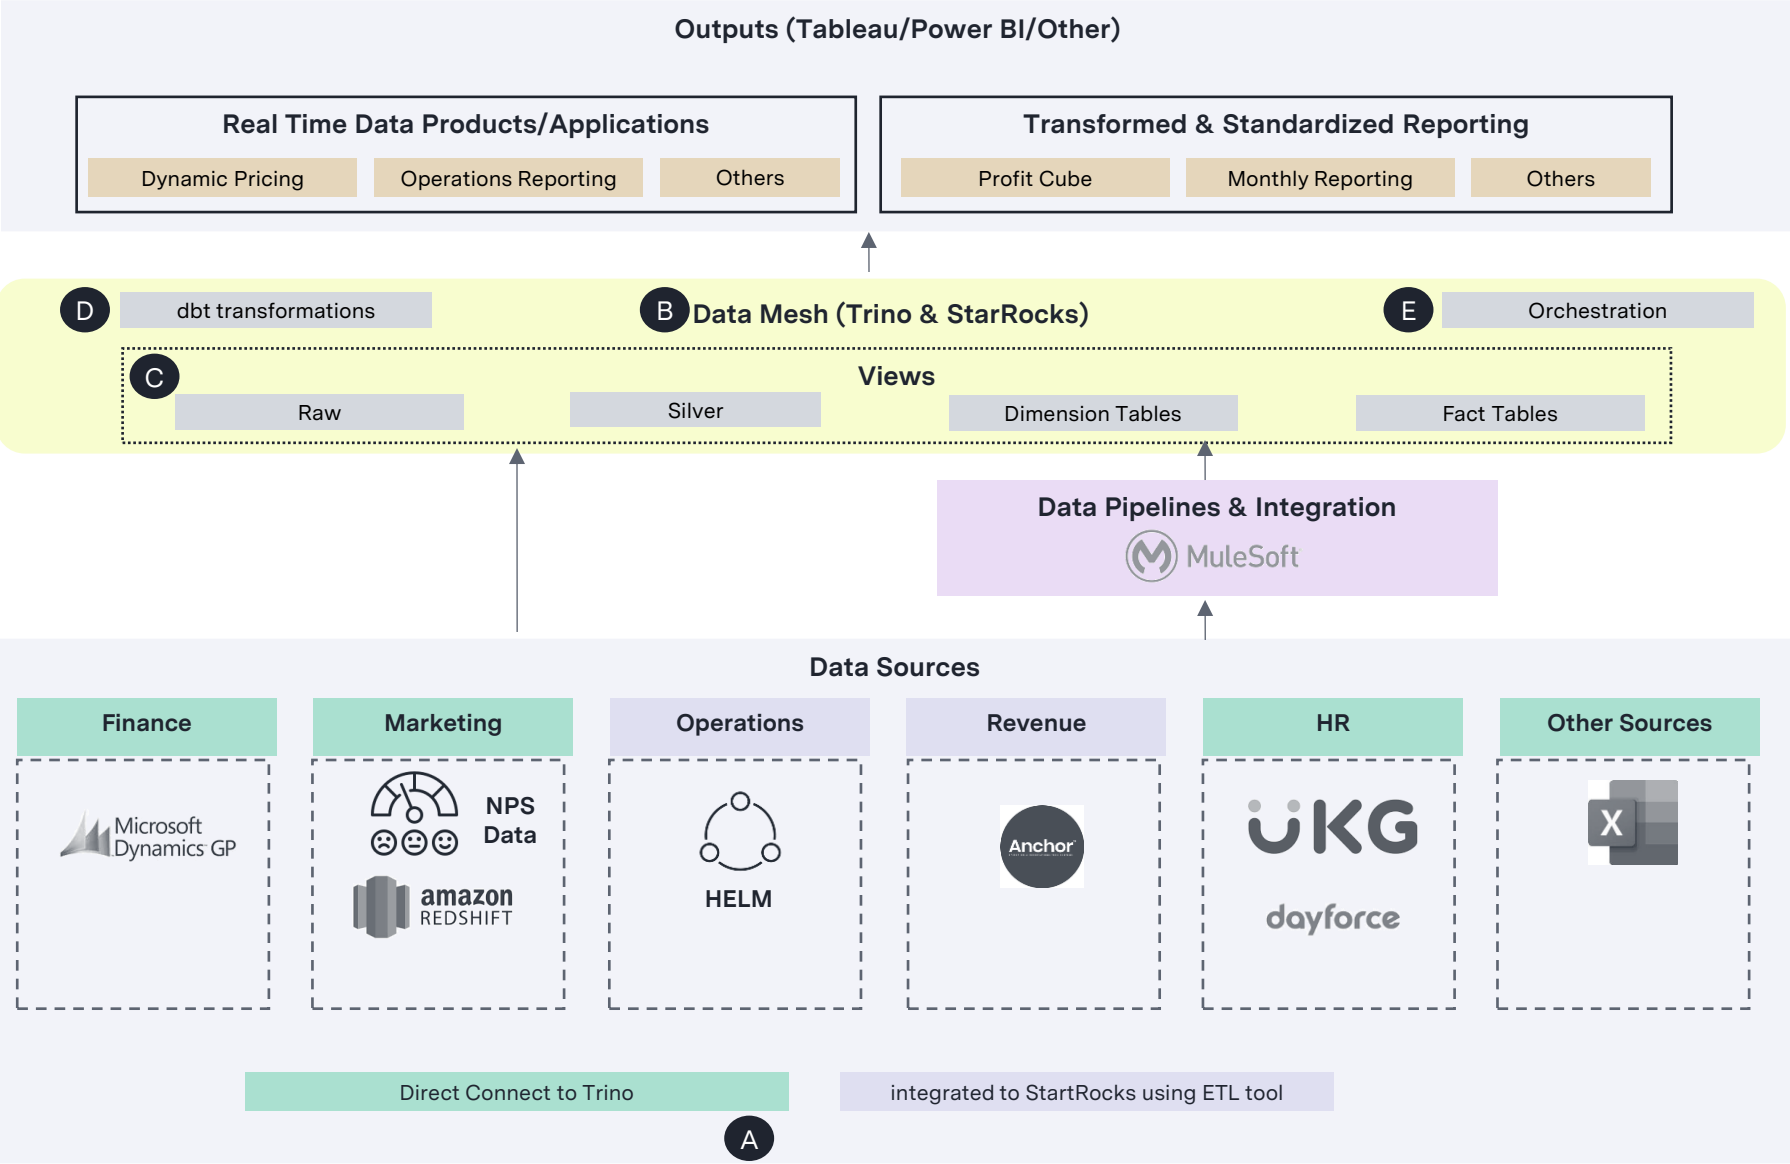 Outputs (Tableau/Power BI/Other)
Real Time Data Products/Applications
Dynamic Pricing
Operations Reporting
Others
Transformed & Standardized Reporting
Profit Cube
Monthly Reporting
Others
D
dbt transformations
B
Data Mesh (Trino & StarRocks)
E
Orchestration
C
Views
Raw
Silver
Dimension Tables
Fact Tables
Data Pipelines & Integration
MuleSoft
Data Sources
Finance
Marketing
Operations
Revenue
HR
Other Sources
Microsoft
Dynamics GP
NPS
Data
amazon
REDSHIFT
HELM
Anchor
UKG
dayforce
X
Direct Connect to Trino
integrated to StartRocks using ETL tool
A